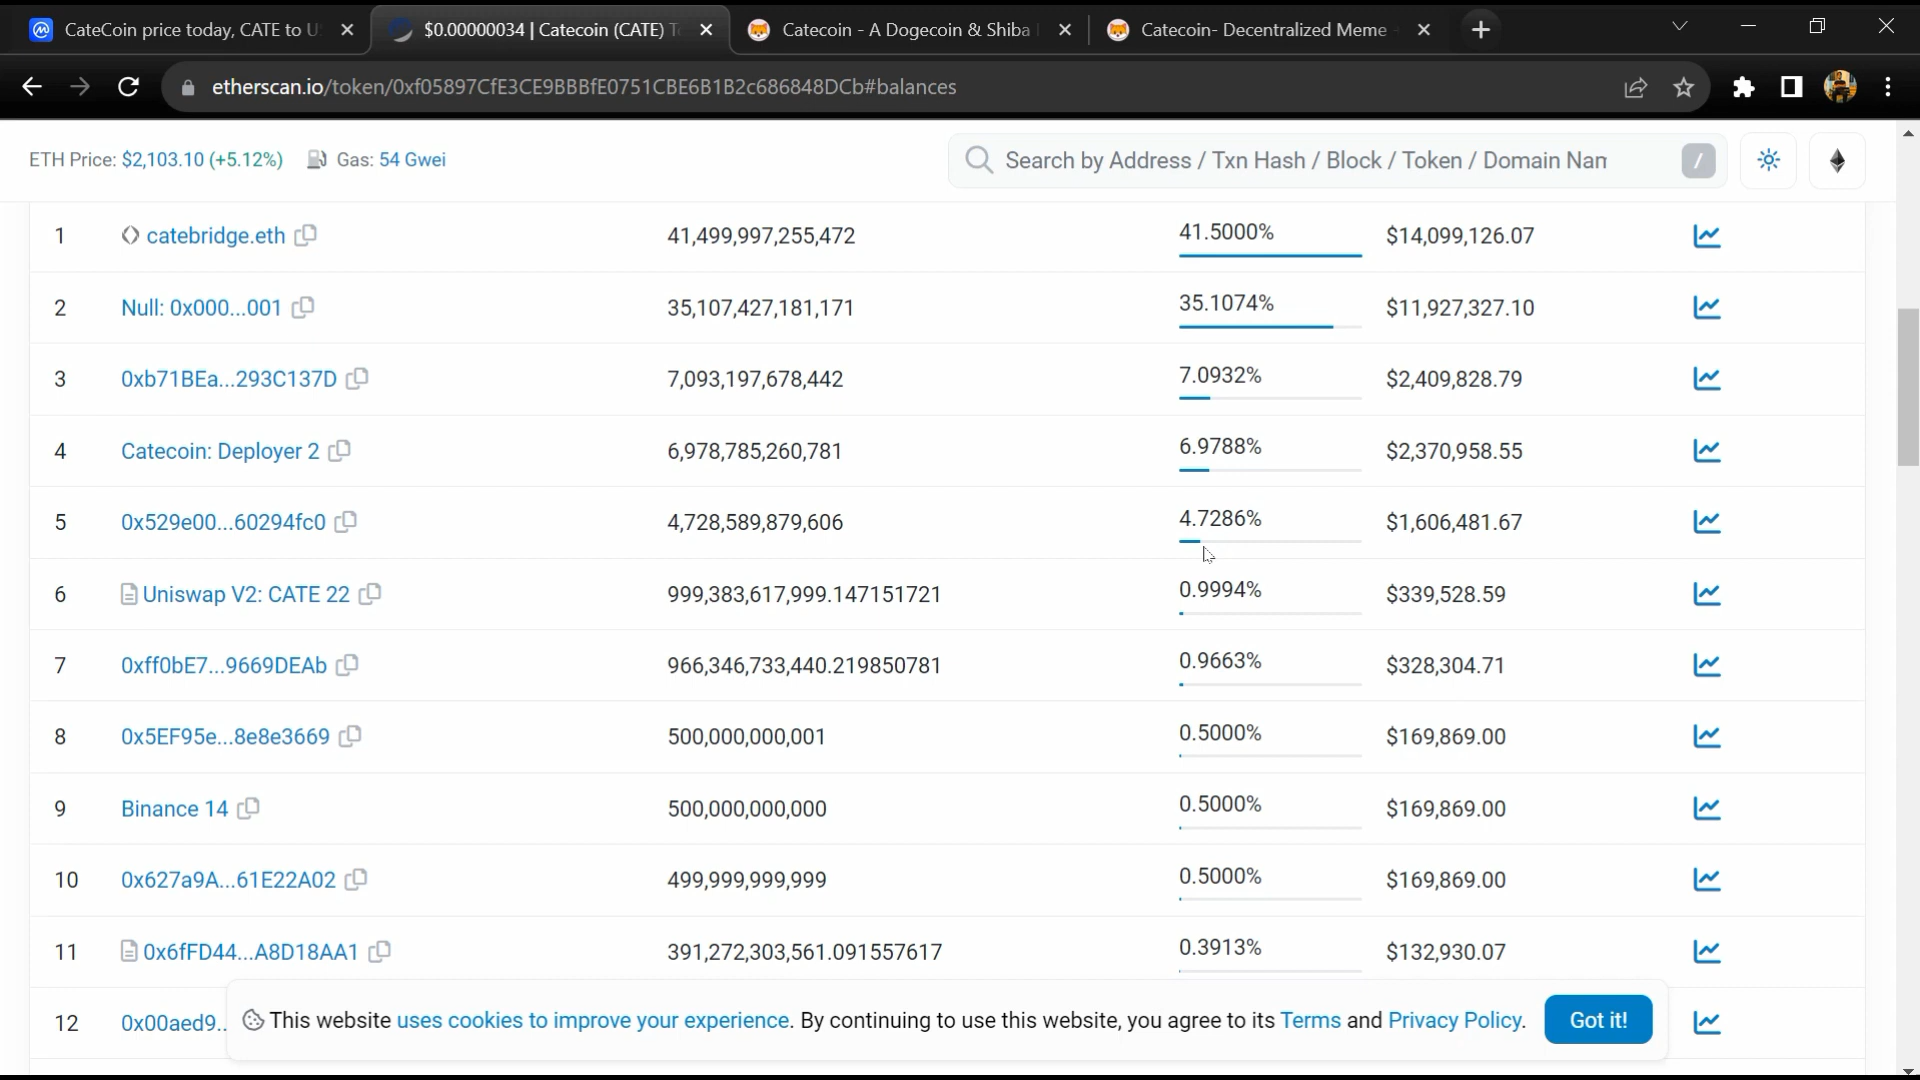 CateCoin price today, CATE to U
$0.00000034 | Catecoin (CATE) T
Catecoin - A Dogecoin & Shiba
Catecoin- Decentralized Meme
etherscan.io/token/0xf05897CfE3CE9BBBfE0751CBE6B1B2c686848DCb#balances
ETH Price: $2,103.10 (+5.12%) Gas: 54 Gwei
Search by Address / Txn Hash / Block / Token / Domain Nam /
1 catebridge.eth 41,499,997,255,472 41.5000% $14,099,126.07
2 Null: 0x000...001 35,107,427,181,171 35.1074% $11,927,327.10
3 0xb71BEa...293C137D 7,093,197,678,442 7.0932% $2,409,828.79
4 Catecoin: Deployer 2 6,978,785,260,781 6.9788% $2,370,958.55
5 0x529e00...60294fc0 4,728,589,879,606 4.7286% $1,606,481.67
6 Uniswap V2: CATE 22 999,383,617,999.147151721 0.9994% $339,528.59
7 0xff0bE7...9669DEAb 966,346,733,440.219850781 0.9663% $328,304.71
8 0x5EF95e...8e8e3669 500,000,000,001 0.5000% $169,869.00
9 Binance 14 500,000,000,000 0.5000% $169,869.00
10 0x627a9A...61E22A02 499,999,999,999 0.5000% $169,869.00
11 0x6fFD44...A8D18AA1 391,272,303,561.091557617 0.3913% $132,930.07
12 0x00aed9..
This website uses cookies to improve your experience. By continuing to use this website, you agree to its Terms and Privacy Policy. Got it!